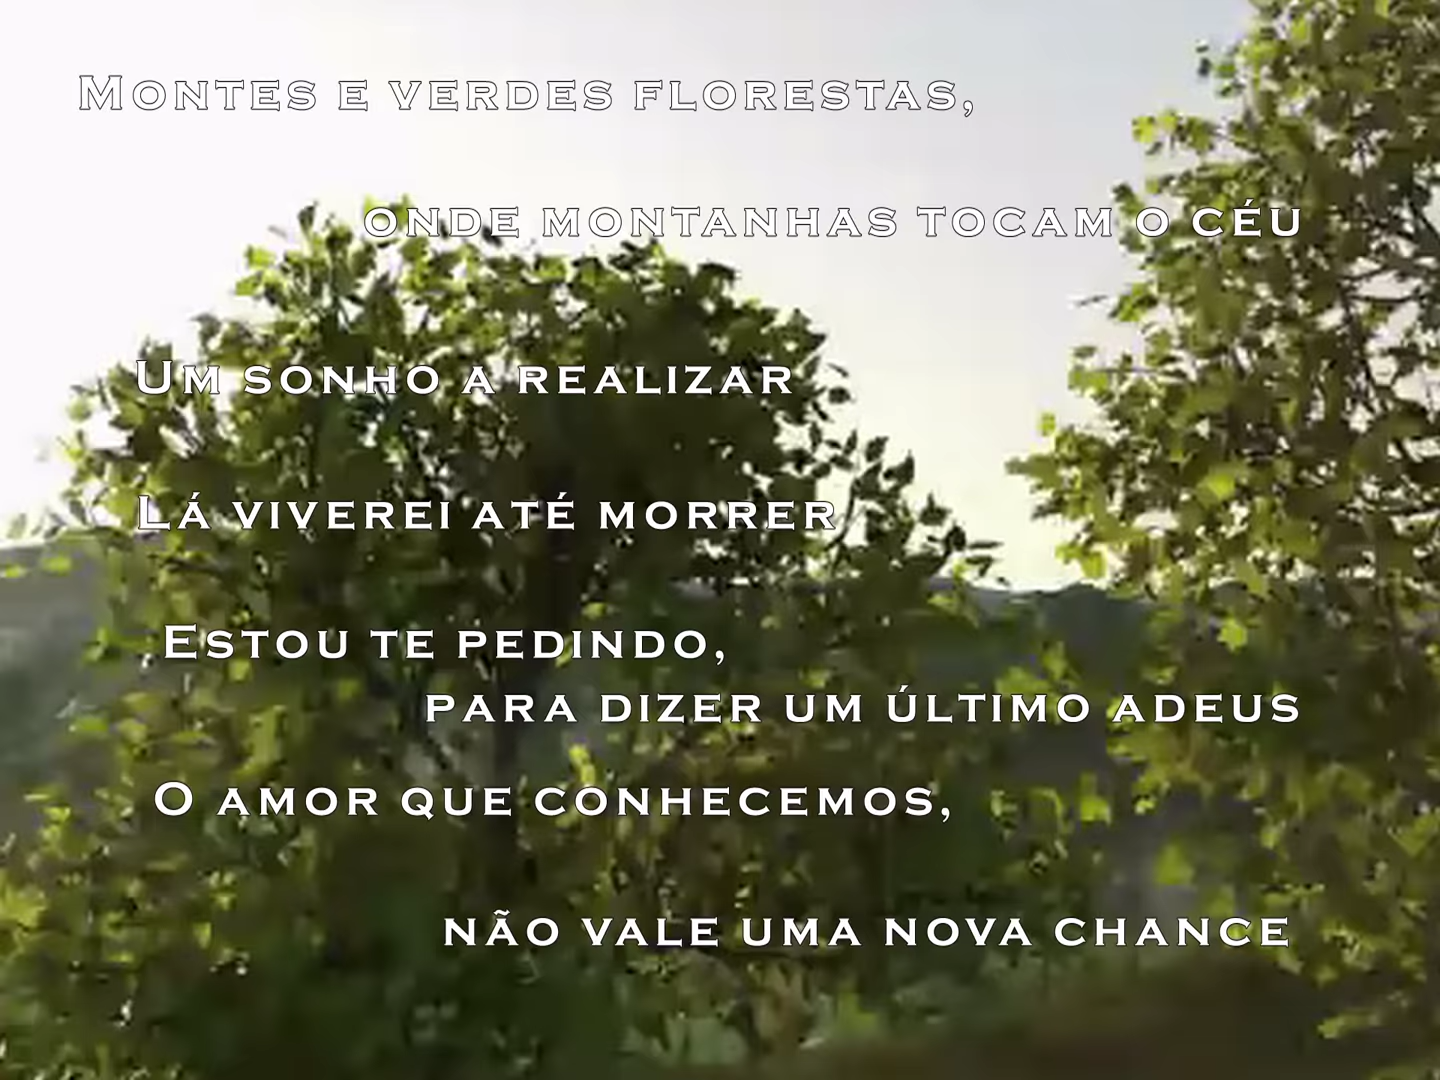 Montes e verdes florestas,
onde montanhas tocam o céu
Um sonho a realizar
Lá viverei até morrer
Estou te pedindo,
para dizer um último adeus
O amor que conhecemos,
não vale uma nova chance